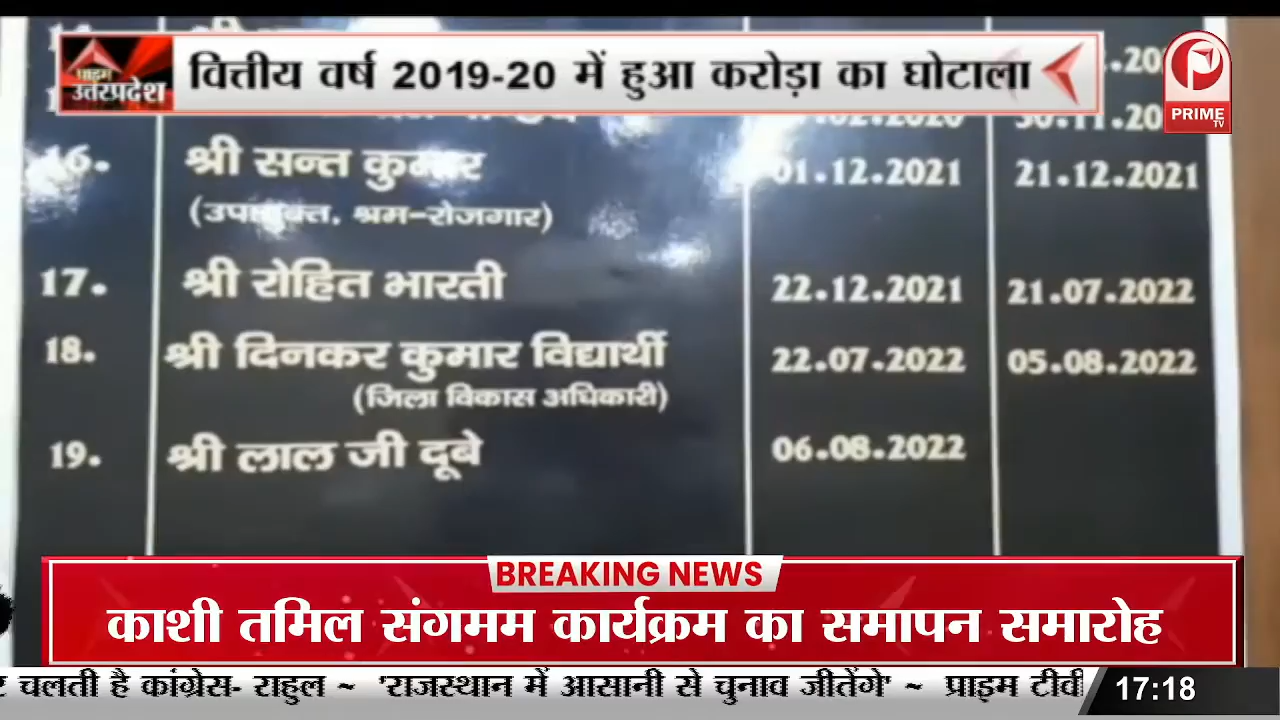 वित्तीय वर्ष 2019-20 में हुआ करोड़ा का घोटाला
प्राइम
उत्तरप्रदेश
PRIME
TV
16. श्री सन्त कुमार 01.12.2021 21.12.2021
(उपायुक्त, श्रम-रोजगार)
17. श्री रोहित भारती 22.12.2021 21.07.2022
18. श्री दिनकर कुमार विद्यार्थी 22.07.2022 05.08.2022
(जिला विकास अधिकारी)
19. श्री लाल जी दूबे 06.08.2022
BREAKING NEWS
काशी तमिल संगमम कार्यक्रम का समापन समारोह
चलती है कांग्रेस- राहुल ~ 'राजस्थान में आसानी से चुनाव जीतेंगे' ~ प्राइम टीवी
17:18